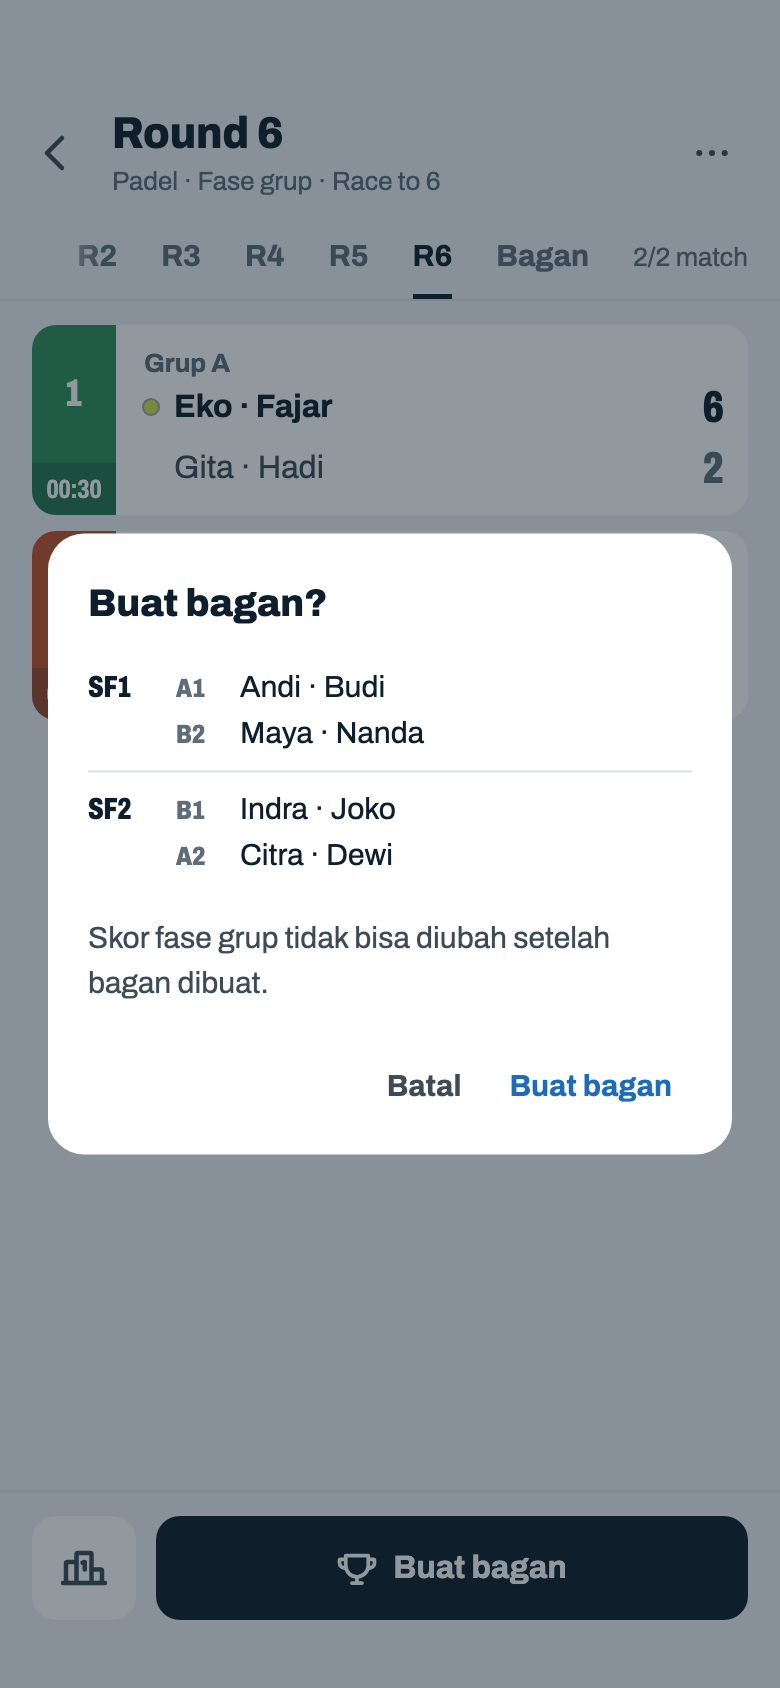 Round 6
Padel · Fase grup · Race to 6
R2 R3 R4 R5 R6 Bagan 2/2 match
1
00:30
Grup A
Eko · Fajar 6
Gita · Hadi 2
Buat bagan?
SF1 A1 Andi · Budi
B2 Maya · Nanda
SF2 B1 Indra · Joko
A2 Citra · Dewi
Skor fase grup tidak bisa diubah setelah
bagan dibuat.
Batal Buat bagan
Buat bagan